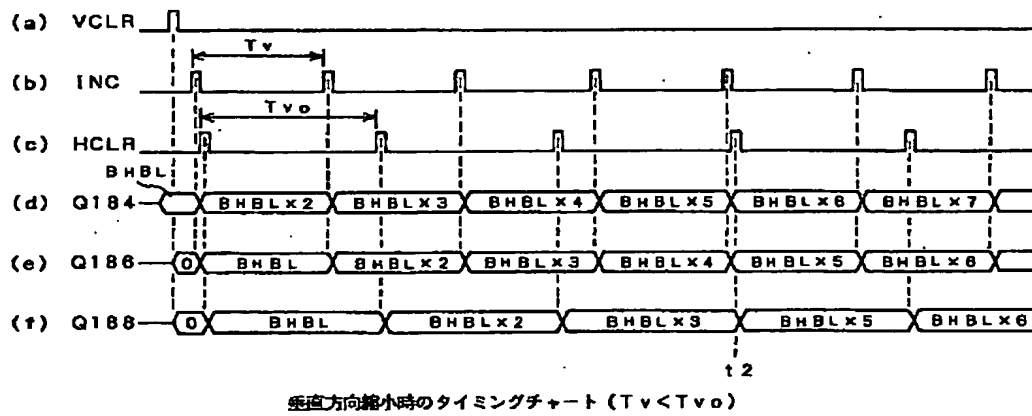 (a) VCLR
Tv
(b) INC
Tvo
(c) HCLR
BHBL
(d) Q184 BHBL×2 BHBL×3 BHBL×4 BHBL×5 BHBL×6 BHBL×7
(e) Q186 0 BHBL BHBL×2 BHBL×3 BHBL×4 BHBL×5 BHBL×6
(f) Q188 0 BHBL BHBL×2 BHBL×3 BHBL×5 BHBL×6
t2
垂直方向縮小時のタイミングチャート (Tv<Tvo)